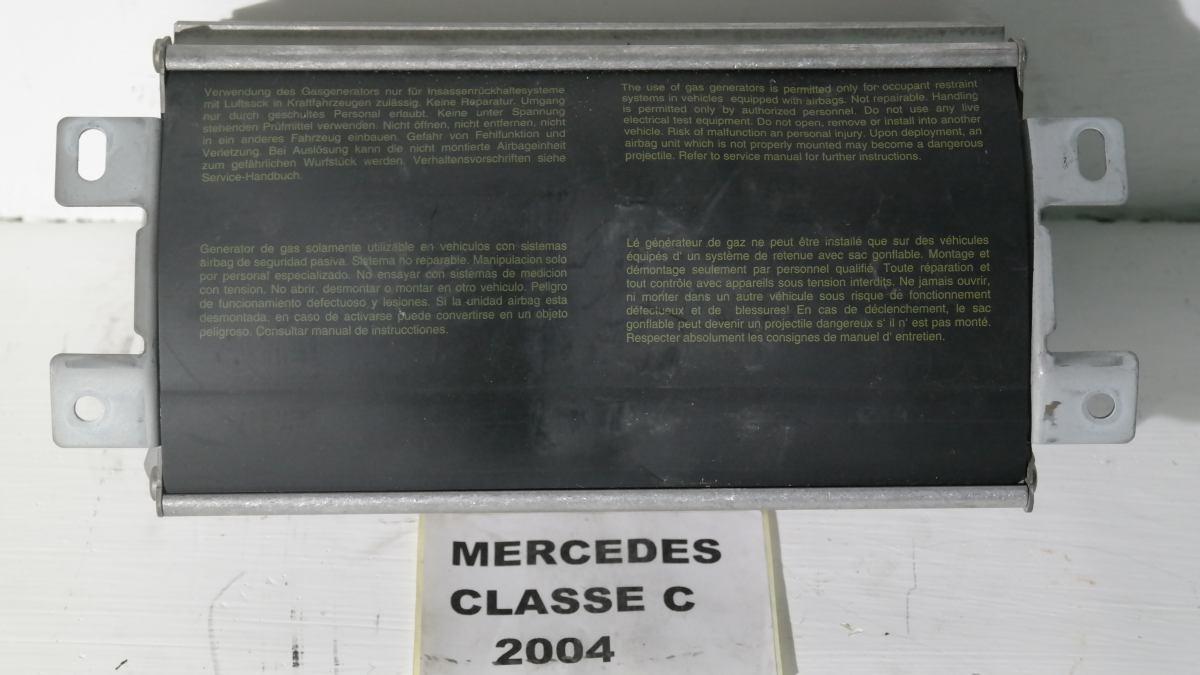 Verwendung des Gasgenerators nur für Insassenrückhaltesysteme
mit Luftsack in Kraftfahrzeugen zulässig. Keine Reparatur. Umgang
nur durch geschultes Personal erlaubt. Keine unter Spannung
stehenden Prüfmittel verwenden. Nicht öffnen, nicht entfernen, nicht
in ein anderes Fahrzeug einbauen. Gefahr von Fehlfunktion und
Verletzung. Bei Auslösung kann die nicht montierte Airbageinheit
zum gefährlichen Wurfstück werden. Verhaltensvorschriften siehe
Service-Handbuch.
The use of gas generators is permitted only for occupant restraint
systems in vehicles equipped with airbags. Not repairable. Handling
is permitted only by authorized personnel. Do not use any live
electrical test equipment. Do not open, remove or install into another
vehicle. Risk of malfunction an personal injury. Upon deployment, an
airbag unit which is not properly mounted may become a dangerous
projectile. Refer to service manual for further instructions.
Generator de gas solamente utilizable en vehiculos con sistemas
airbag de seguridad pasiva. Sistema no reparable. Manipulacion solo
por personal especializado. No ensayar con sistemas de medicion
con tension. No abrir, desmontar o montar en otro vehiculo. Peligro
de funcionamiento defectuoso y lesiones. Si la unidad airbag esta
desmontada, en caso de activarse puede convertirse en un objeto
peligroso. Consultar manual de instrucctiones.
Lé générateur de gaz ne peut être installé que sur des véhicules
équipés d' un système de retenue avec sac gonflable. Montage et
démontage seulement par personnel qualifié. Toute réparation et
tout contrôle avec appareils sous tension interdits. Ne jamais ouvrir,
ni monter dans un autre véhicule sous risque de fonctionnement
défectueux et de blessures! En cas de déclenchement, le sac
gonflable peut devenir un projectile dangereux s' il n' est pas monté.
Respecter absolument les consignes de manuel d' entretien.
MERCEDES
CLASSE C
2004